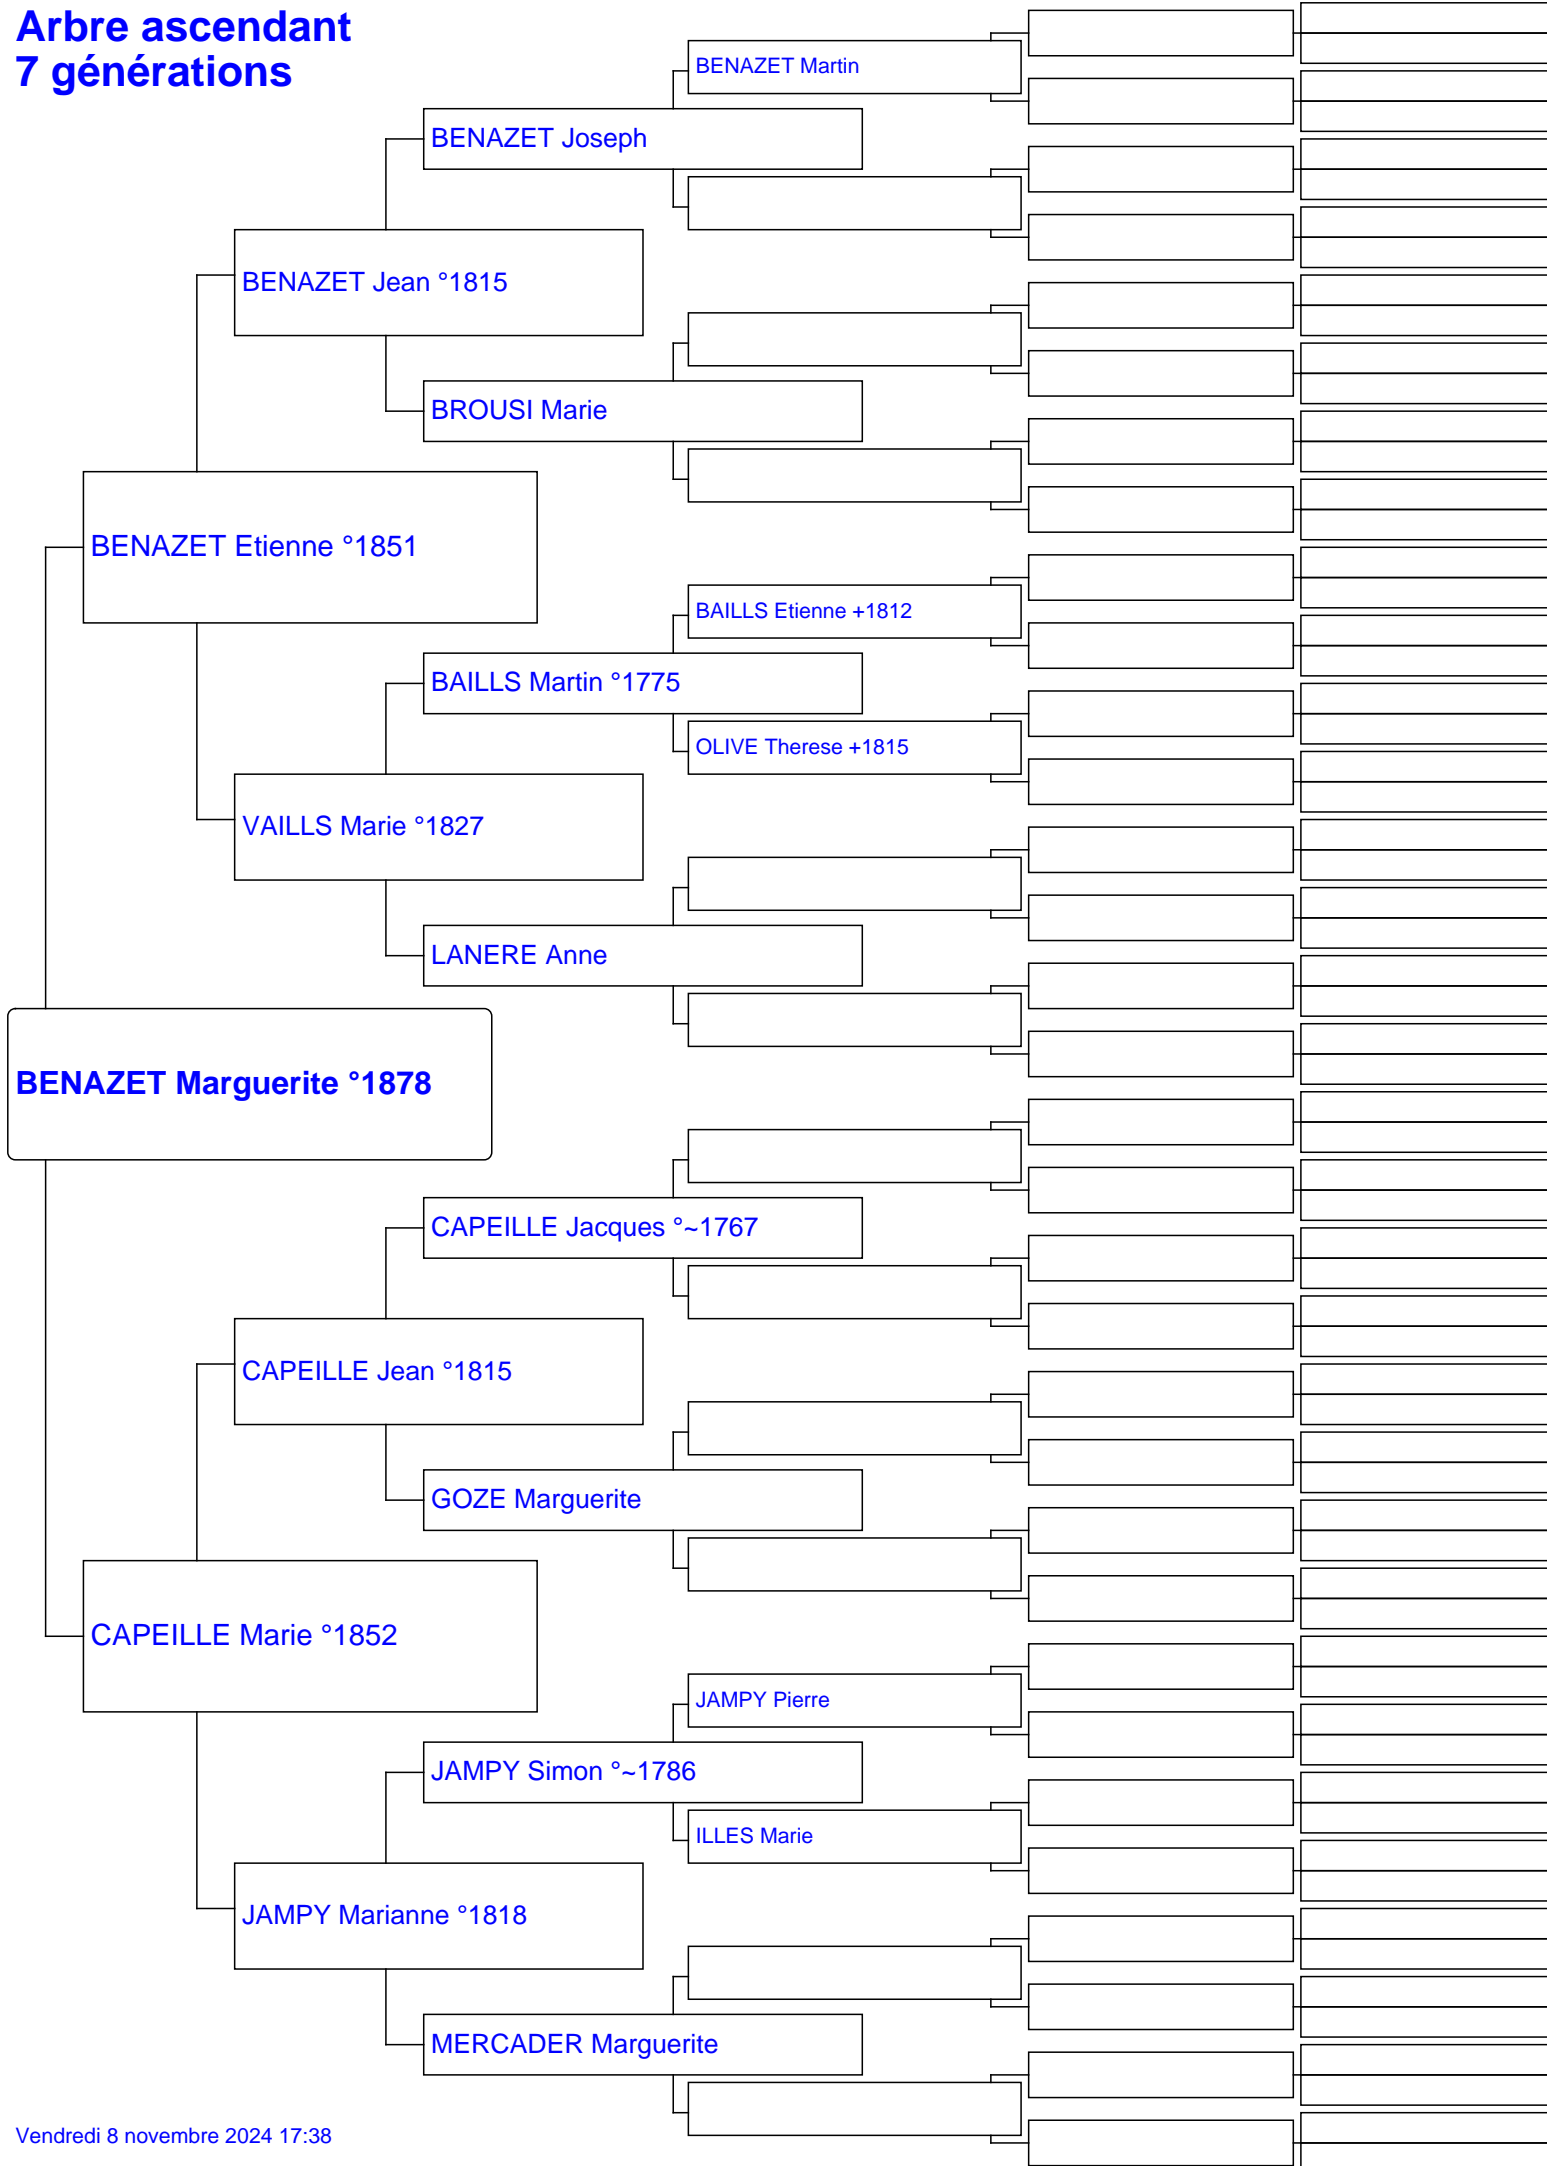 Arbre ascendant
7 générations
BENAZET Martin
BENAZET Joseph
BENAZET Jean °1815
BROUSI Marie
BENAZET Etienne °1851
BAILLS Etienne +1812
BAILLS Martin °1775
OLIVE Therese +1815
VAILLS Marie °1827
LANERE Anne
BENAZET Marguerite °1878
CAPEILLE Jacques °~1767
CAPEILLE Jean °1815
GOZE Marguerite
CAPEILLE Marie °1852
JAMPY Pierre
JAMPY Simon °~1786
ILLES Marie
JAMPY Marianne °1818
MERCADER Marguerite
Vendredi 8 novembre 2024 17:38